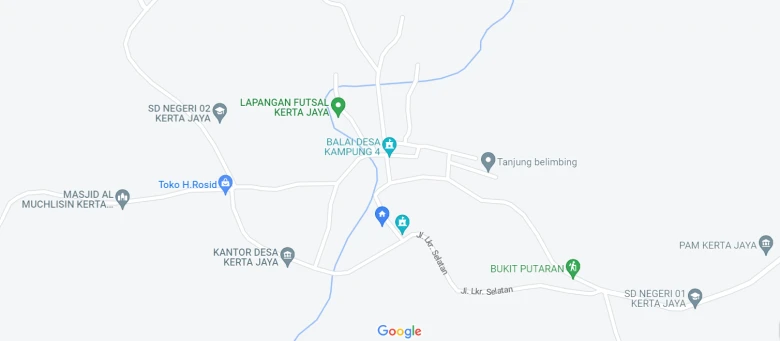 LAPANGAN FUTSAL
KERTA JAYA
SD NEGERI 02
KERTA JAYA
BALAI DESA
KAMPUNG 4
Tanjung belimbing
Toko H.Rosid
MASJID AL
MUCHLISIN KERTA...
Jl. Lkr. Selatan
PAM KERTA JAYA
KANTOR DESA
KERTA JAYA
BUKIT PUTARAN
Jl. Lkr. Selatan
SD NEGERI 01
KERTA JAYA
Google